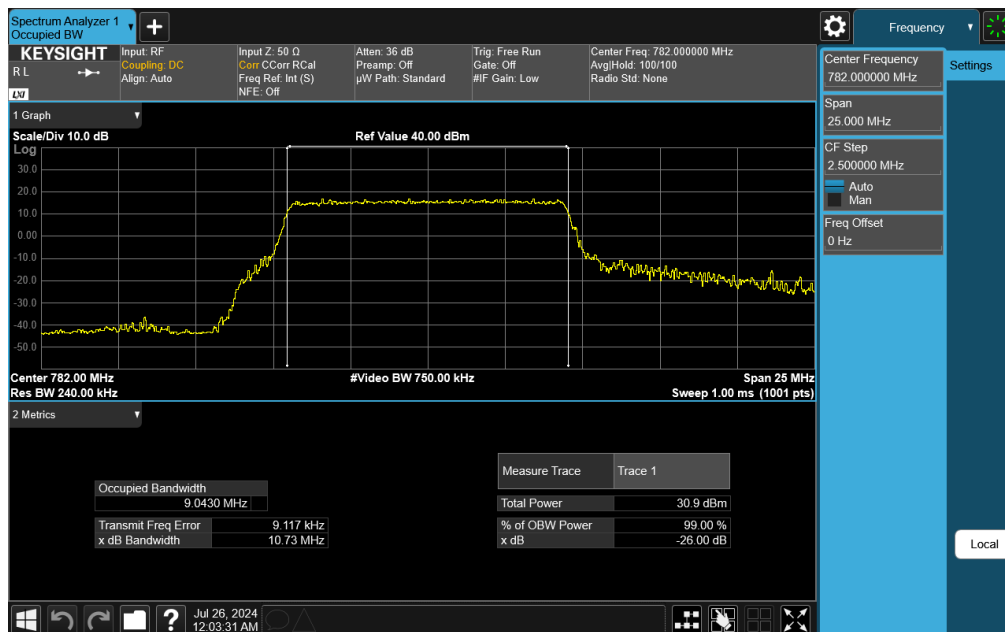 Spectrum Analyzer 1
Occupied BW
Frequency
KEYSIGHT
R L
LXI
Input: RF
Coupling: DC
Align: Auto
Input Z: 50 Ω
Corr CCorr RCal
Freq Ref: Int (S)
NFE: Off
Atten: 36 dB
Preamp: Off
µW Path: Standard
Trig: Free Run
Gate: Off
#IF Gain: Low
Center Freq: 782.000000 MHz
Avg|Hold: 100/100
Radio Std: None
Center Frequency
782.000000 MHz
Settings
Span
25.000 MHz
CF Step
2.500000 MHz
Auto
Man
Freq Offset
0 Hz
1 Graph
Scale/Div 10.0 dB
Ref Value 40.00 dBm
Log
30.0
20.0
10.0
0.00
-10.0
-20.0
-30.0
-40.0
-50.0
Center 782.00 MHz
#Video BW 750.00 kHz
Span 25 MHz
Res BW 240.00 kHz
Sweep 1.00 ms (1001 pts)
2 Metrics
Measure Trace
Trace 1
Occupied Bandwidth
9.0430 MHz
Total Power
30.9 dBm
Transmit Freq Error
9.117 kHz
% of OBW Power
99.00 %
x dB Bandwidth
10.73 MHz
x dB
-26.00 dB
Local
?
Jul 26, 2024
12:03:31 AM